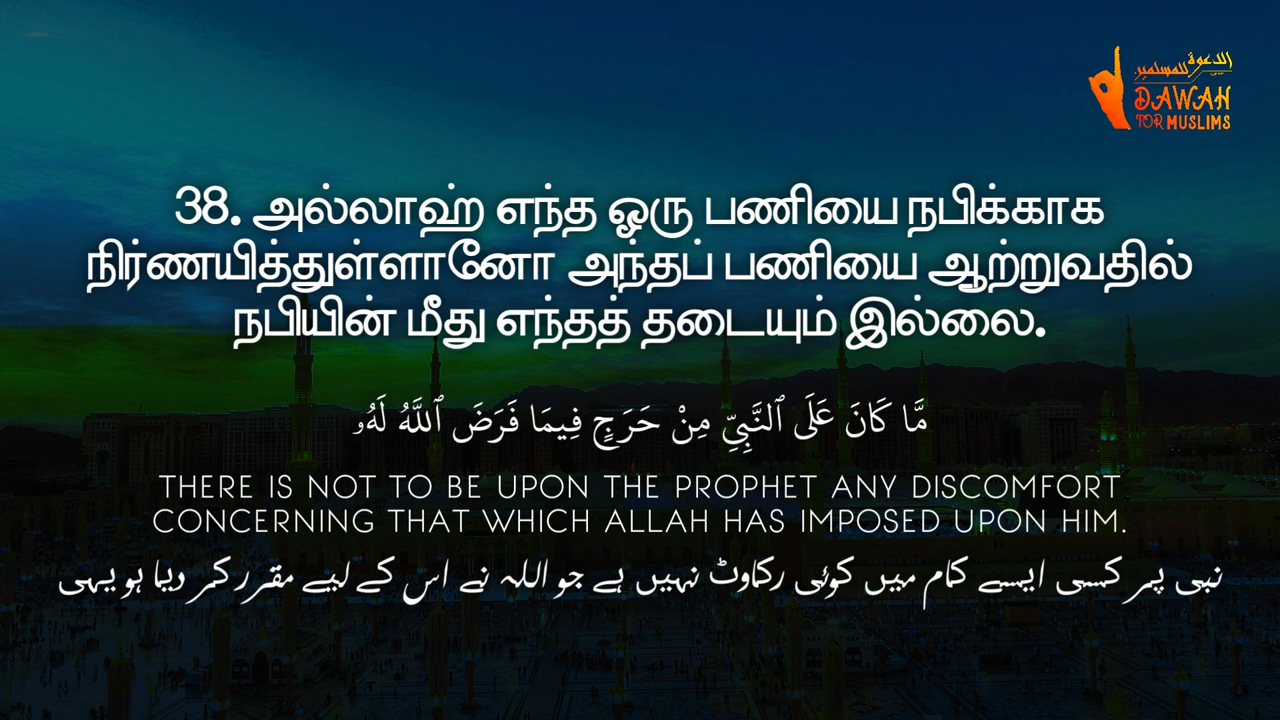 الدعوة للمسلمين
DAWAH
FOR MUSLIMS
38. அல்லாஹ் எந்த ஒரு பணியை நபிக்காக
நிர்ணயித்துள்ளானோ அந்தப் பணியை ஆற்றுவதில்
நபியின் மீது எந்தத் தடையும் இல்லை.
مَّا كَانَ عَلَى ٱلنَّبِيِّ مِنْ حَرَجٍ فِيمَا فَرَضَ ٱللَّهُ لَهُۥ
THERE IS NOT TO BE UPON THE PROPHET ANY DISCOMFORT
CONCERNING THAT WHICH ALLAH HAS IMPOSED UPON HIM.
نبی پر کسی ایسے کام میں کوئی رکاوٹ نہیں ہے جو اللہ نے اس کے لیے مقرر کر دیا ہو یہی